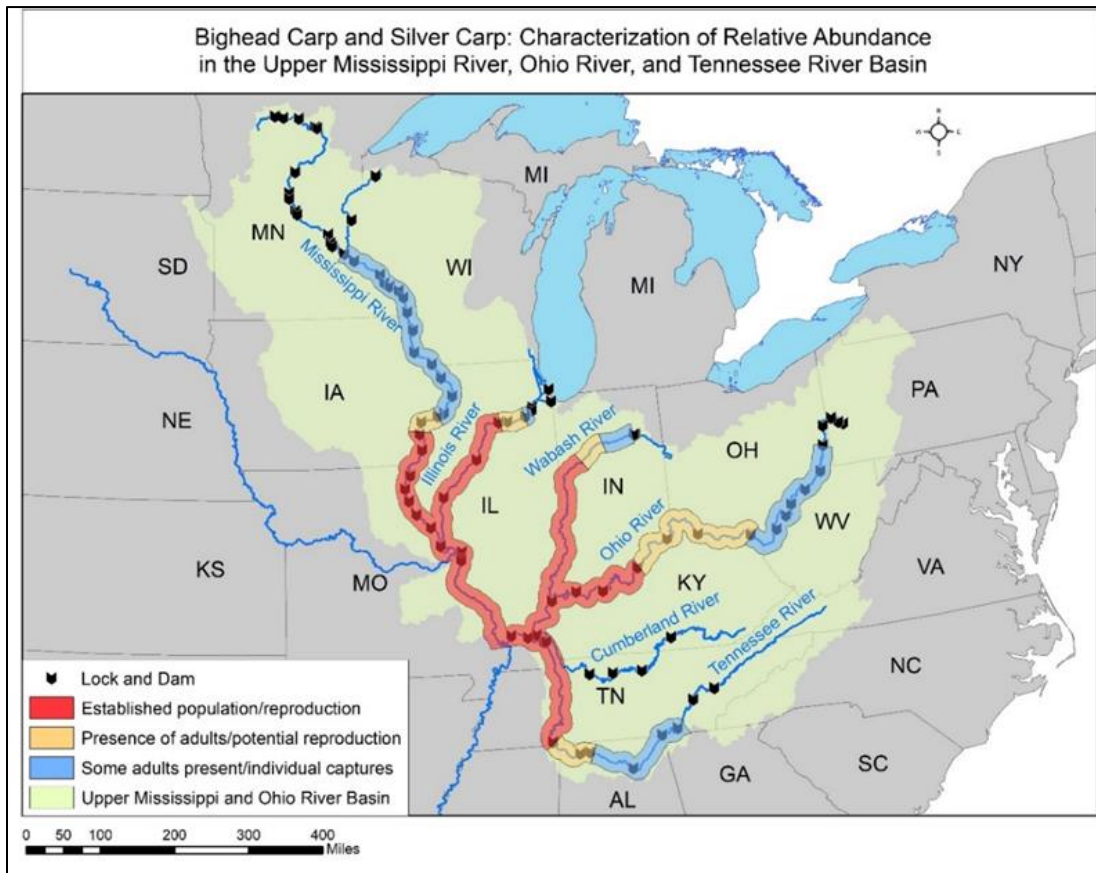 Bighead Carp and Silver Carp: Characterization of Relative Abundance
in the Upper Mississippi River, Ohio River, and Tennessee River Basin
N
W
E
S
MI
MN
SD
WI
NY
Mississippi River
MI
IA
PA
NE
Illinois River
Wabash River
OH
IL
IN
WV
Ohio River
KS
MO
KY
VA
Cumberland River
Tennessee River
NC
TN
SC
GA
AL
Lock and Dam
Established population/reproduction
Presence of adults/potential reproduction
Some adults present/individual captures
Upper Mississippi and Ohio River Basin
0 50 100 200 300 400
Miles